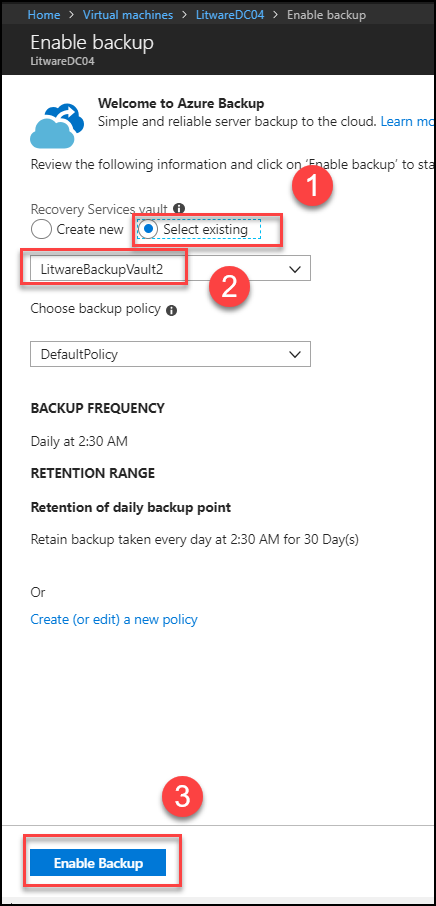 Home > Virtual machines > LitwareDC04 > Enable backup
Enable backup
LitwareDC04
Welcome to Azure Backup
Simple and reliable server backup to the cloud. Learn mo
Review the following information and click on 'Enable backup' to sta
1
Recovery Services vault
Create new Select existing
LitwareBackupVault2
2
Choose backup policy
DefaultPolicy
BACKUP FREQUENCY
Daily at 2:30 AM
RETENTION RANGE
Retention of daily backup point
Retain backup taken every day at 2:30 AM for 30 Day(s)
Or
Create (or edit) a new policy
3
Enable Backup